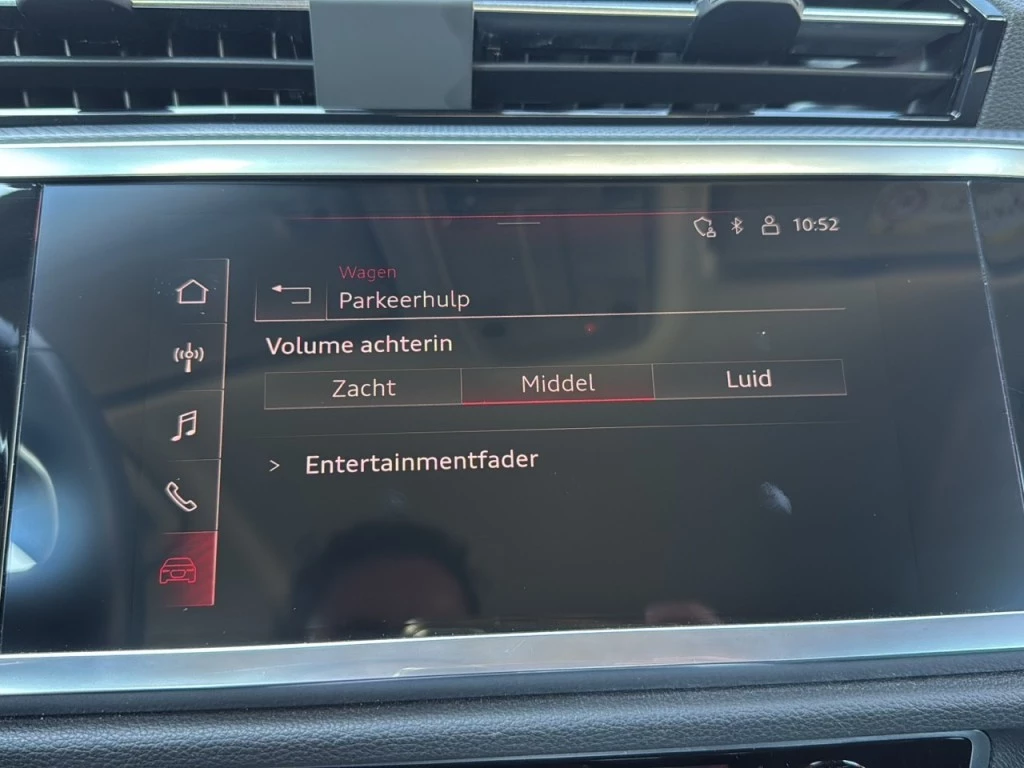 10:52
Wagen
Parkeerhulp
Volume achterin
Zacht Middel Luid
> Entertainmentfader